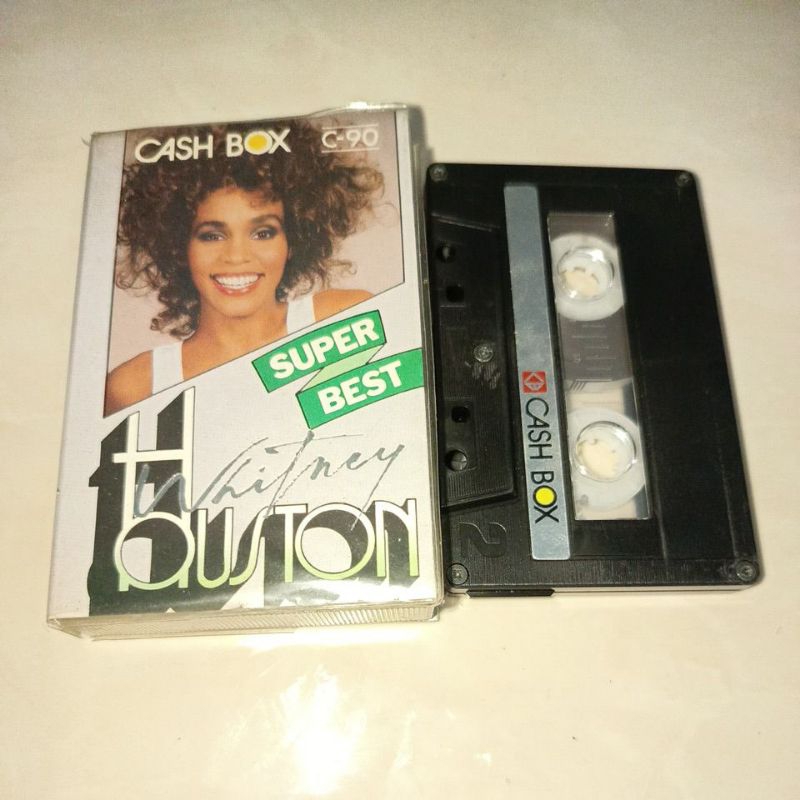 CASH BOX
C-90
SUPER
BEST
Whitney
HOUSTON
CASH BOX
2